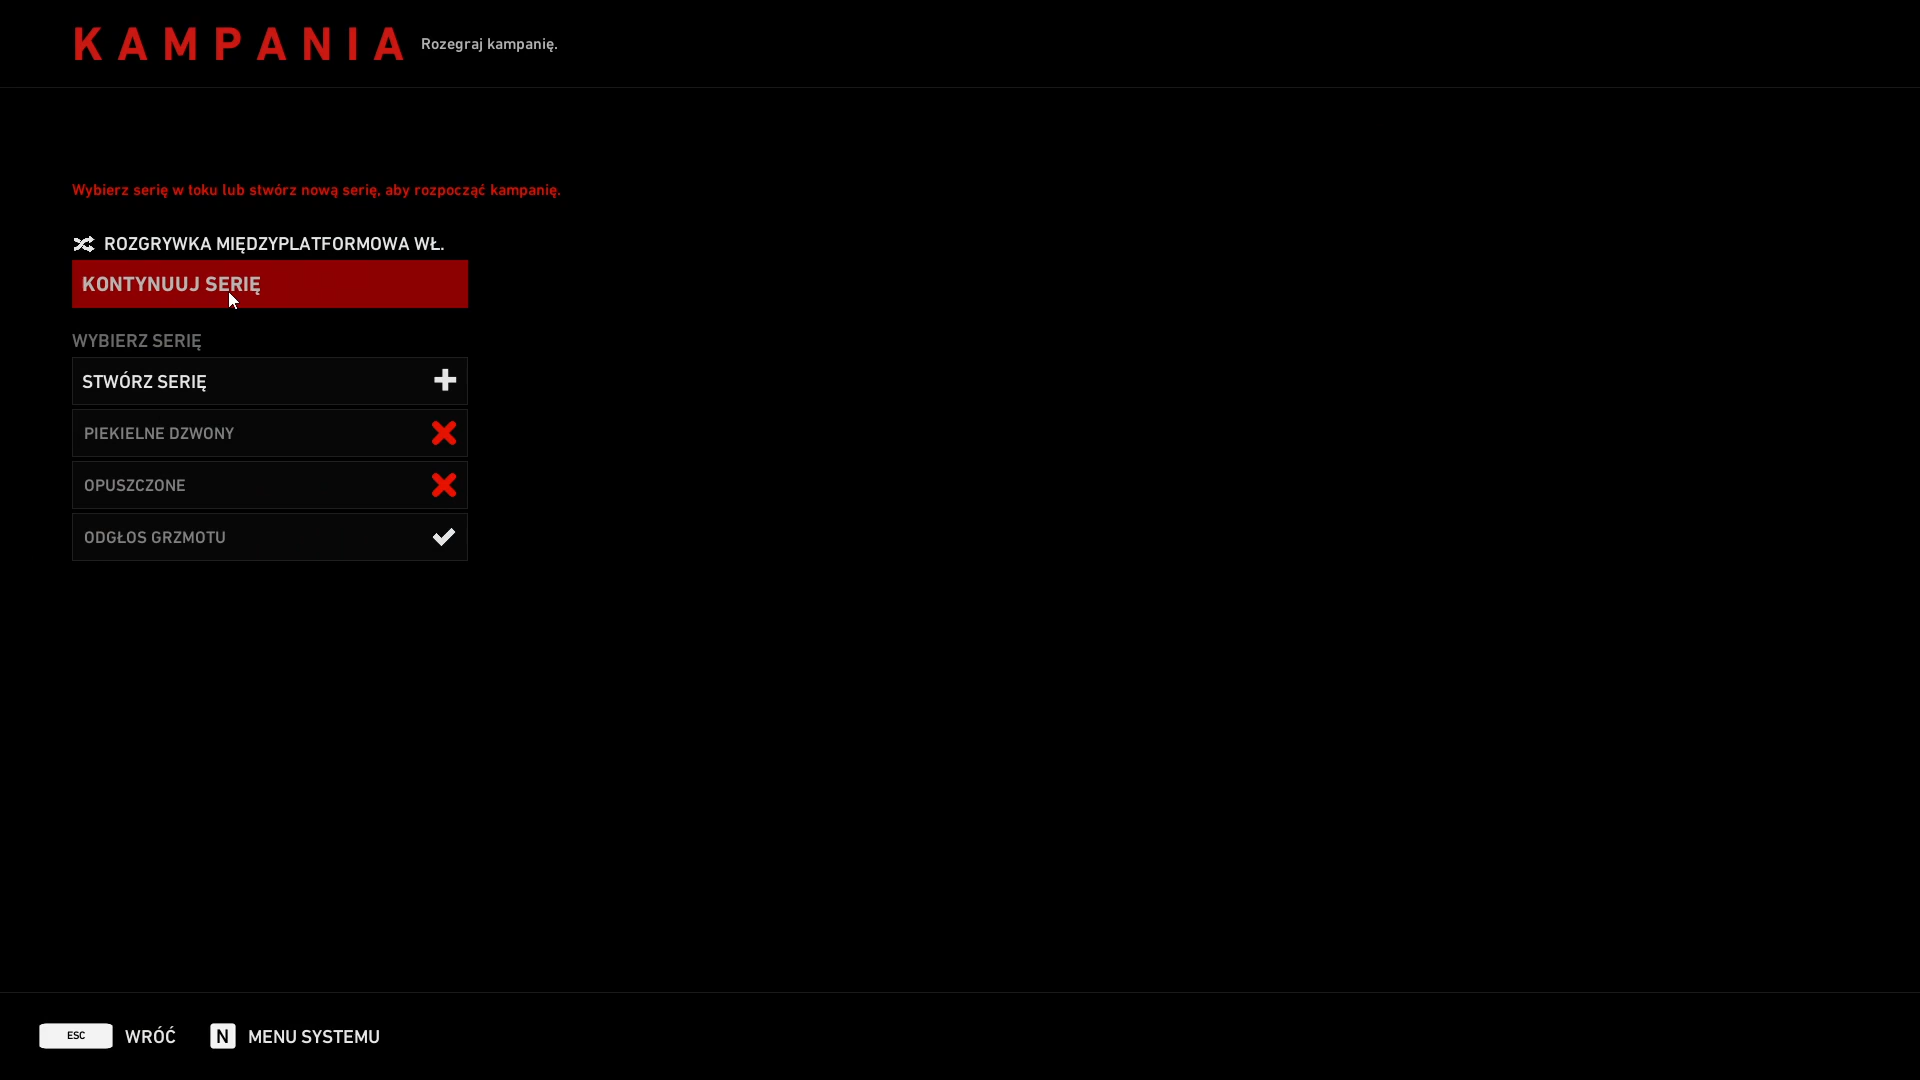 KAMPANIA
Rozegraj kampanię.
Wybierz serię w toku lub stwórz nową serię, aby rozpocząć kampanię.
ROZGRYWKA MIĘDZYPLATFORMOWA WŁ.
KONTYNUUJ SERIĘ
WYBIERZ SERIĘ
STWÓRZ SERIĘ
PIEKIELNE DZWONY
OPUSZCZONE
ODGŁOS GRZMOTU
ESC WRÓĆ N MENU SYSTEMU